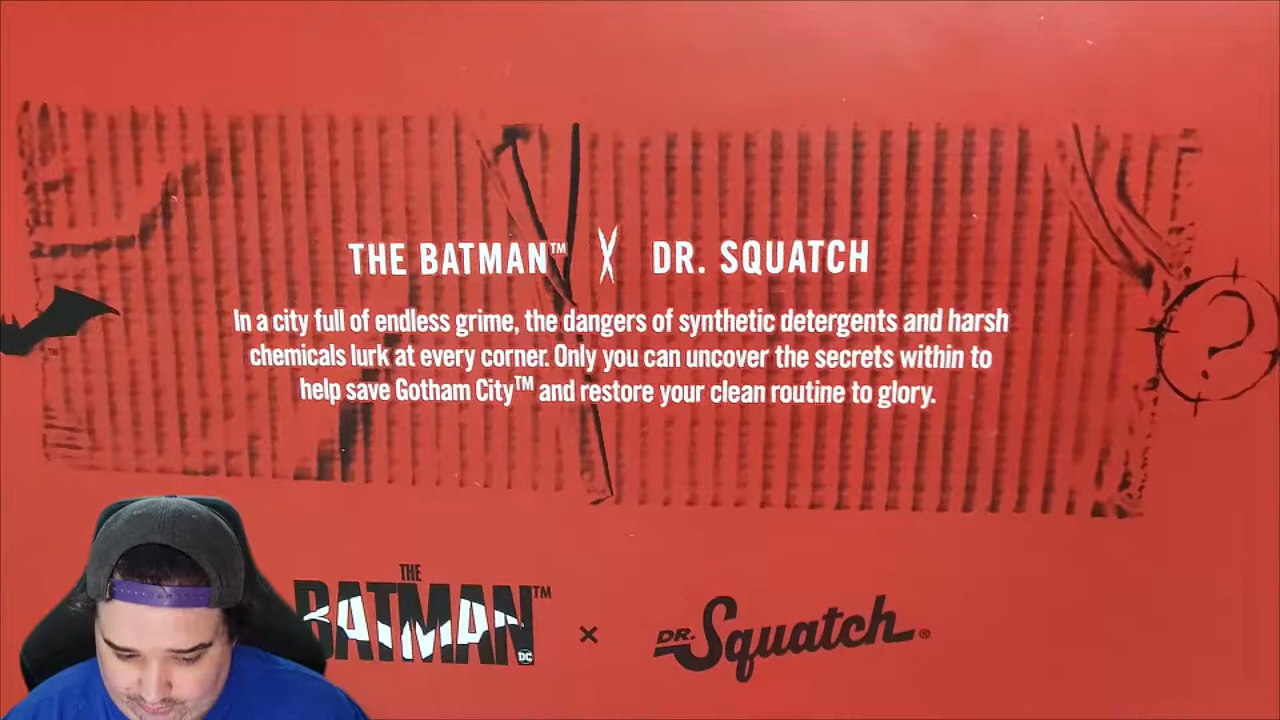 THE BATMAN™ X DR. SQUATCH
In a city full of endless grime, the dangers of synthetic detergents and harsh
chemicals lurk at every corner. Only you can uncover the secrets within to
help save Gotham City™ and restore your clean routine to glory.
™
?
THE
BATMAN™
DC
×
DR. Squatch®